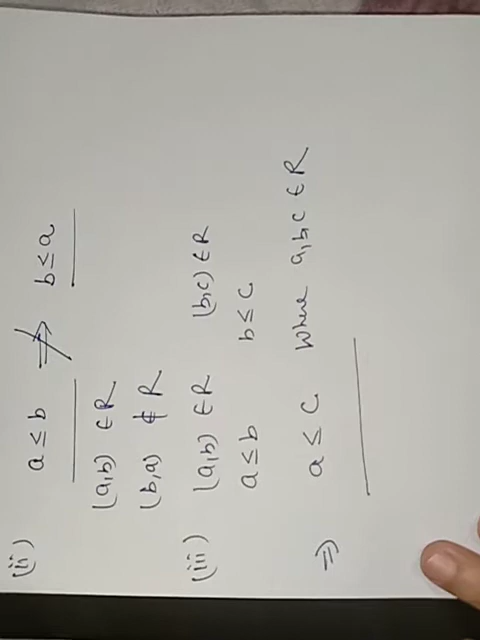 (ii) a ≤ b ⇏ b ≤ a
(a,b) ∈ R
(b,a) ∉ R
(iii) (a,b) ∈ R (b,c) ∈ R
a ≤ b b ≤ c
⇒ a ≤ c Where a,b,c ∈ R